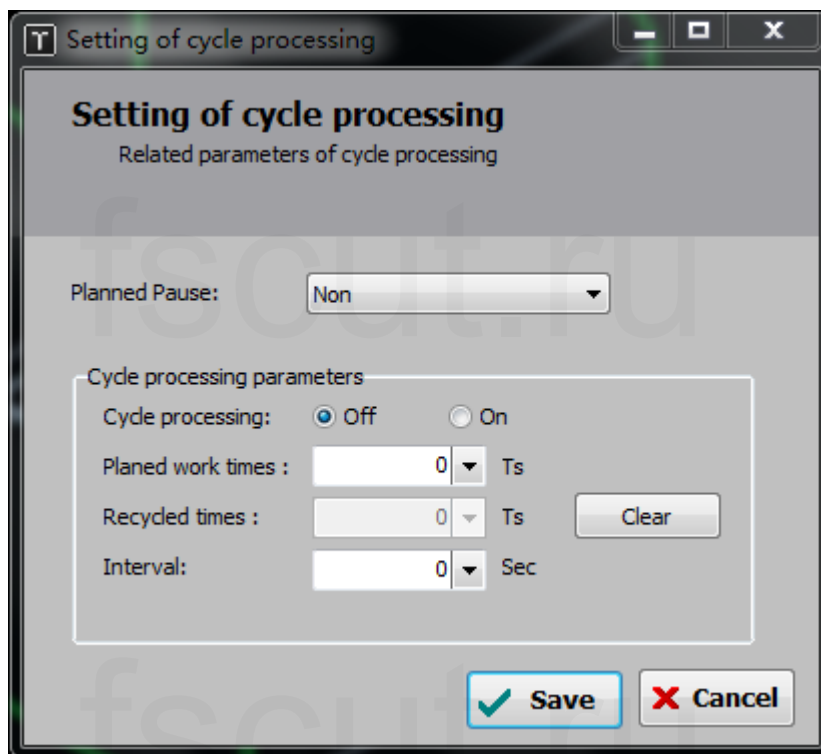 Setting of cycle processing
Setting of cycle processing
Related parameters of cycle processing
fscut.ru
Planned Pause: Non
Cycle processing parameters
Cycle processing: Off On
Planed work times : 0 Ts
Recycled times : 0 Ts Clear
Interval: 0 Sec
Save Cancel
fscut.ru